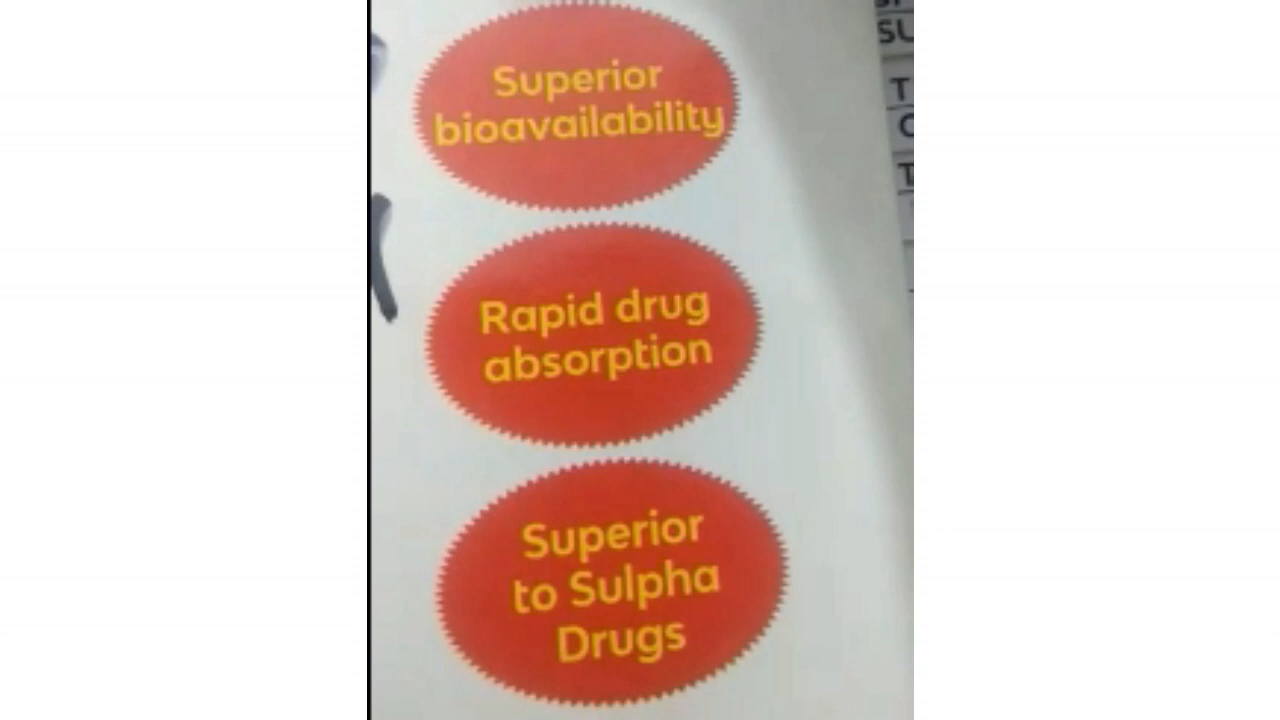 Superior
bioavailability
Rapid drug
absorption
Superior
to Sulpha
Drugs